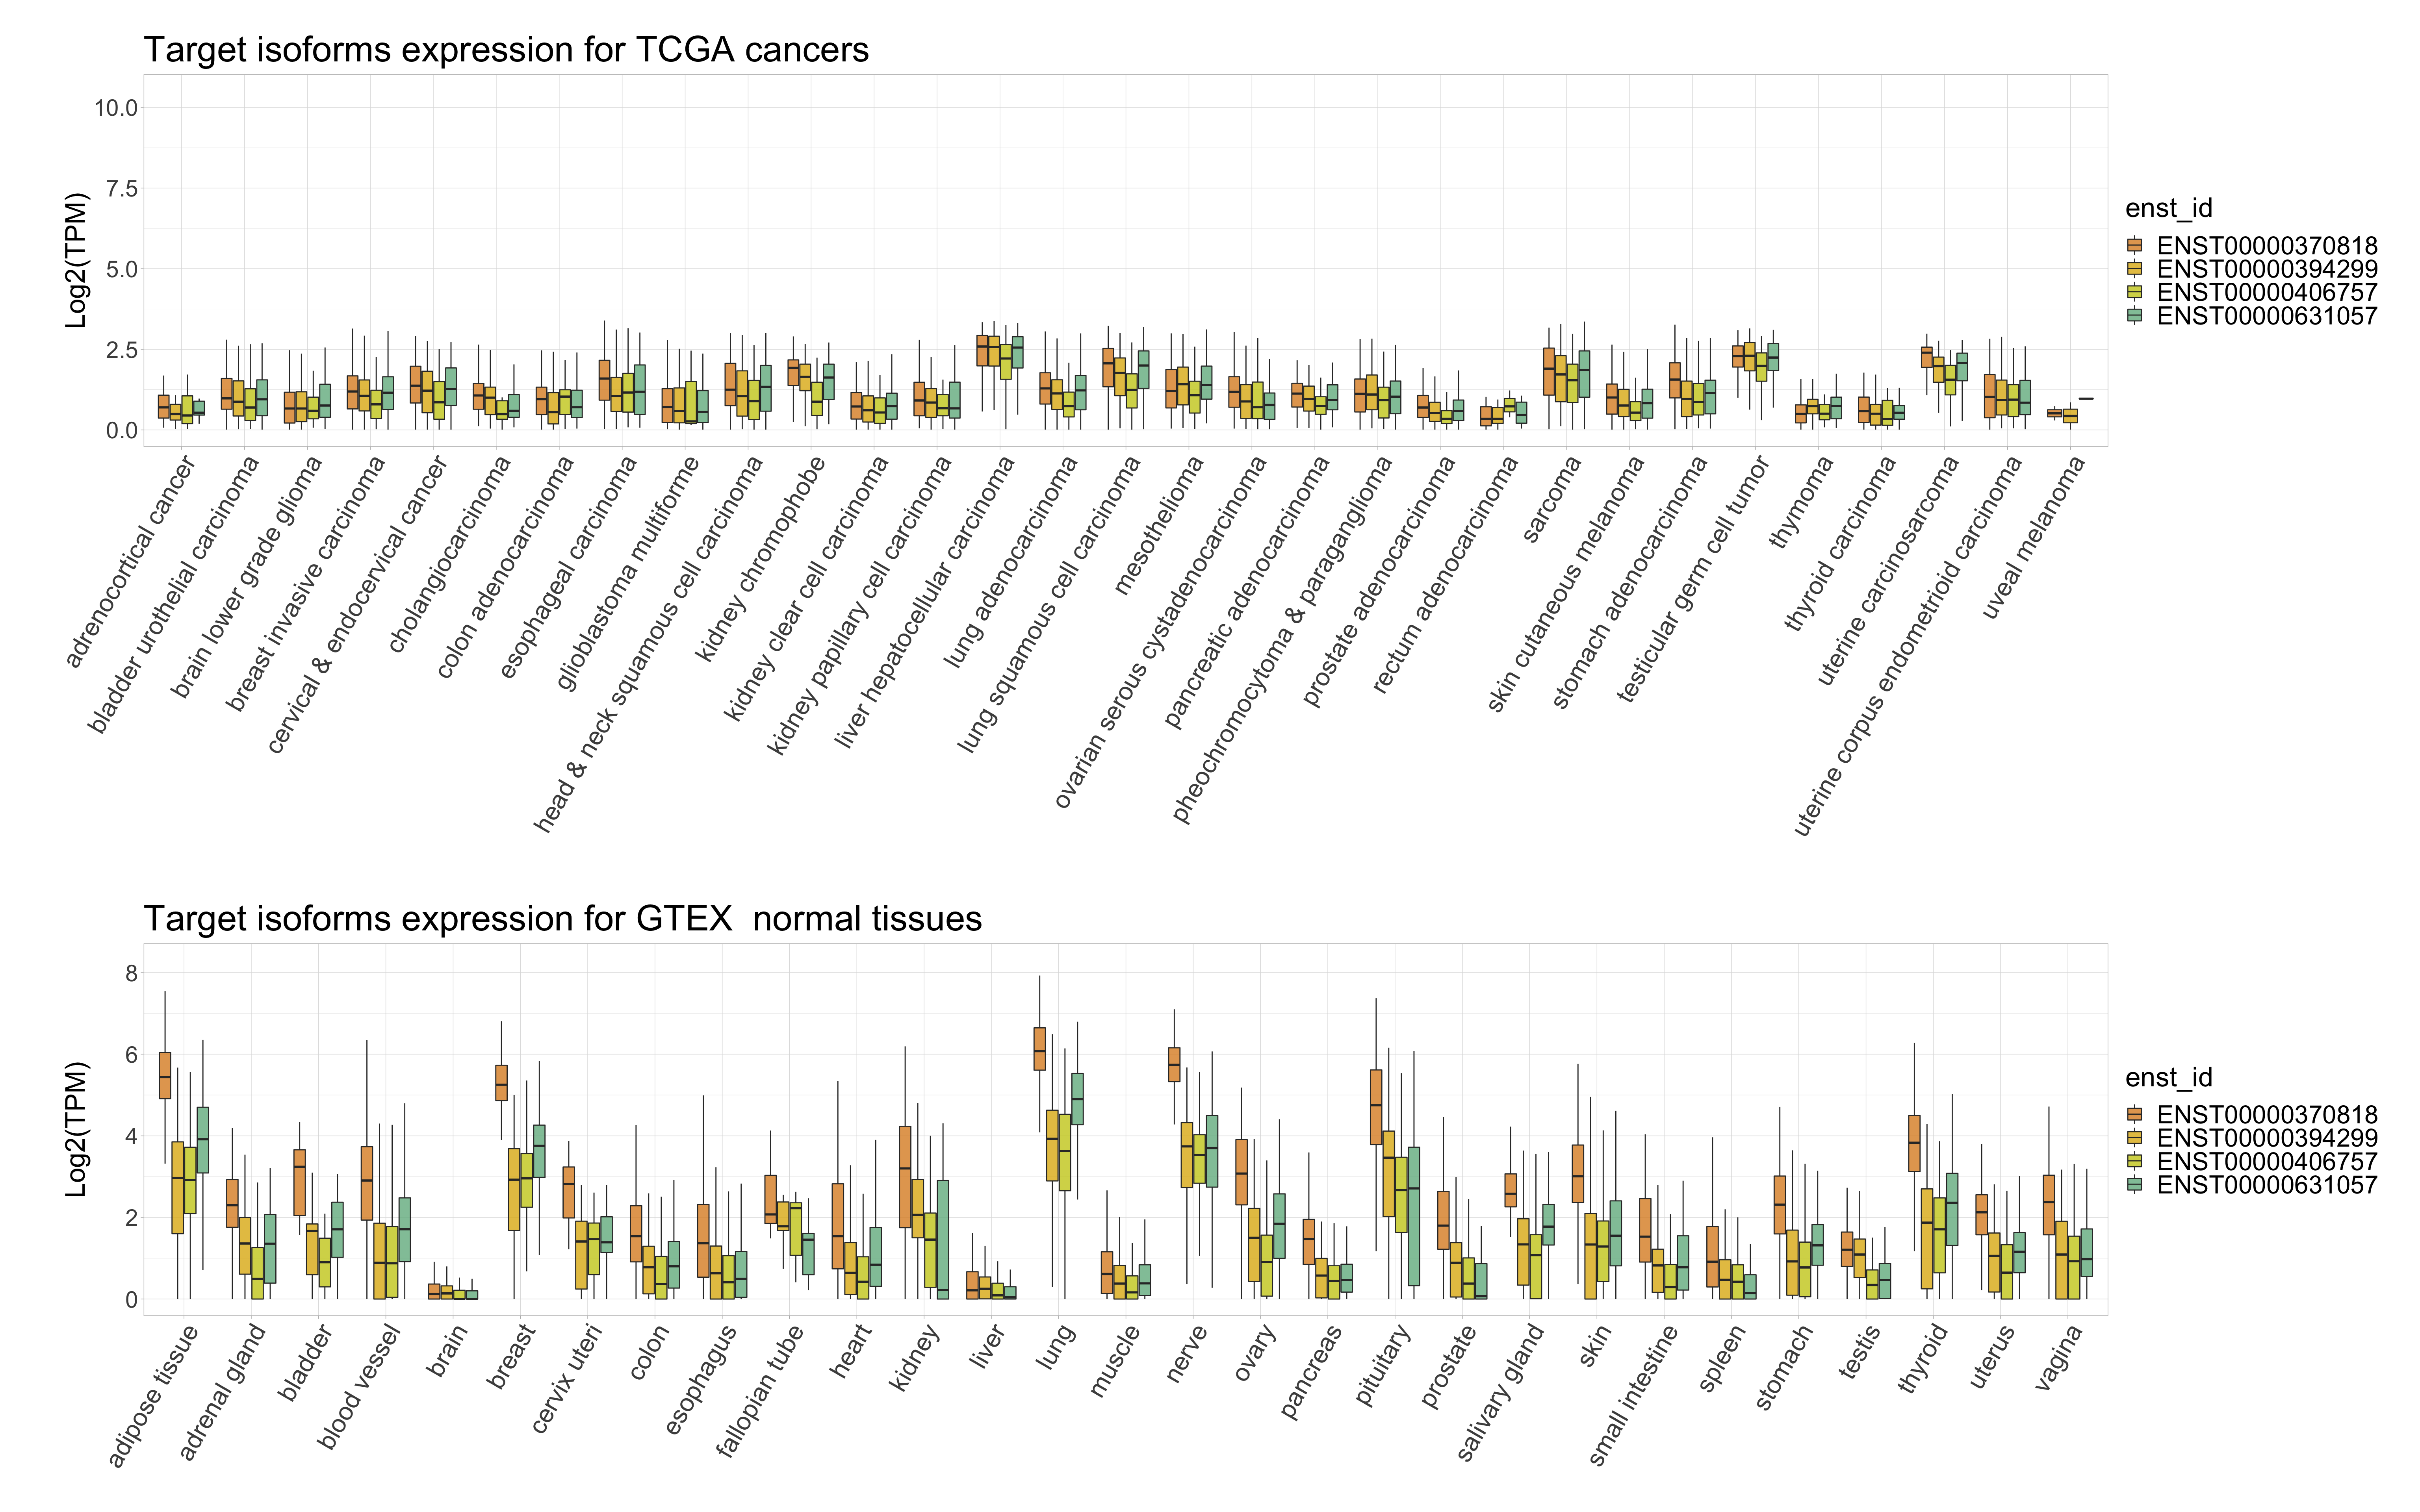 Target isoforms expression for TCGA cancers
Log2(TPM)
10.0
7.5
5.0
2.5
0.0
adrenocortical cancer
bladder urothelial carcinoma
brain lower grade glioma
breast invasive carcinoma
cervical & endocervical cancer
cholangiocarcinoma
colon adenocarcinoma
esophageal carcinoma
glioblastoma multiforme
head & neck squamous cell carcinoma
kidney chromophobe
kidney clear cell carcinoma
kidney papillary cell carcinoma
liver hepatocellular carcinoma
lung adenocarcinoma
lung squamous cell carcinoma
mesothelioma
ovarian serous cystadenocarcinoma
pancreatic adenocarcinoma
pheochromocytoma & paraganglioma
prostate adenocarcinoma
rectum adenocarcinoma
sarcoma
skin cutaneous melanoma
stomach adenocarcinoma
testicular germ cell tumor
thymoma
thyroid carcinoma
uterine carcinosarcoma
uterine corpus endometrioid carcinoma
uveal melanoma
enst_id
ENST00000370818
ENST00000394299
ENST00000406757
ENST00000631057
Target isoforms expression for GTEX  normal tissues
Log2(TPM)
8
6
4
2
0
adipose tissue
adrenal gland
bladder
blood vessel
brain
breast
cervix uteri
colon
esophagus
fallopian tube
heart
kidney
liver
lung
muscle
nerve
ovary
pancreas
pituitary
prostate
salivary gland
skin
small intestine
spleen
stomach
testis
thyroid
uterus
vagina
enst_id
ENST00000370818
ENST00000394299
ENST00000406757
ENST00000631057